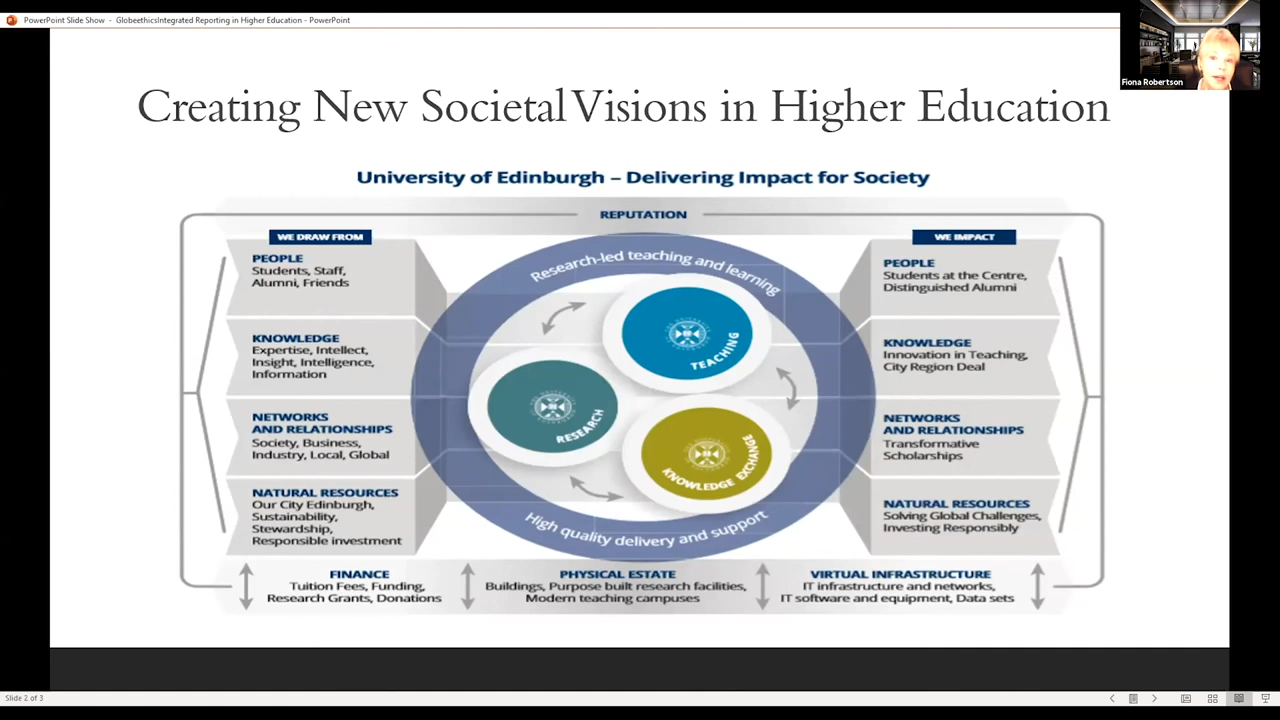 PowerPoint Slide Show - GlobeethicsIntegrated Reporting in Higher Education - PowerPoint
Fiona Robertson
Creating New Societal Visions in Higher Education
University of Edinburgh – Delivering Impact for Society
REPUTATION
WE DRAW FROM
PEOPLE
Students, Staff,
Alumni, Friends
KNOWLEDGE
Expertise, Intellect,
Insight, Intelligence,
Information
NETWORKS
AND RELATIONSHIPS
Society, Business,
Industry, Local, Global
NATURAL RESOURCES
Our City Edinburgh,
Sustainability,
Stewardship,
Responsible investment
Research-led teaching and learning
TEACHING
RESEARCH
KNOWLEDGE EXCHANGE
High quality delivery and support
WE IMPACT
PEOPLE
Students at the Centre,
Distinguished Alumni
KNOWLEDGE
Innovation in Teaching,
City Region Deal
NETWORKS
AND RELATIONSHIPS
Transformative
Scholarships
NATURAL RESOURCES
Solving Global Challenges,
Investing Responsibly
FINANCE
Tuition Fees, Funding,
Research Grants, Donations
PHYSICAL ESTATE
Buildings, Purpose built research facilities,
Modern teaching campuses
VIRTUAL INFRASTRUCTURE
IT infrastructure and networks,
IT software and equipment, Data sets
Slide 2 of 3